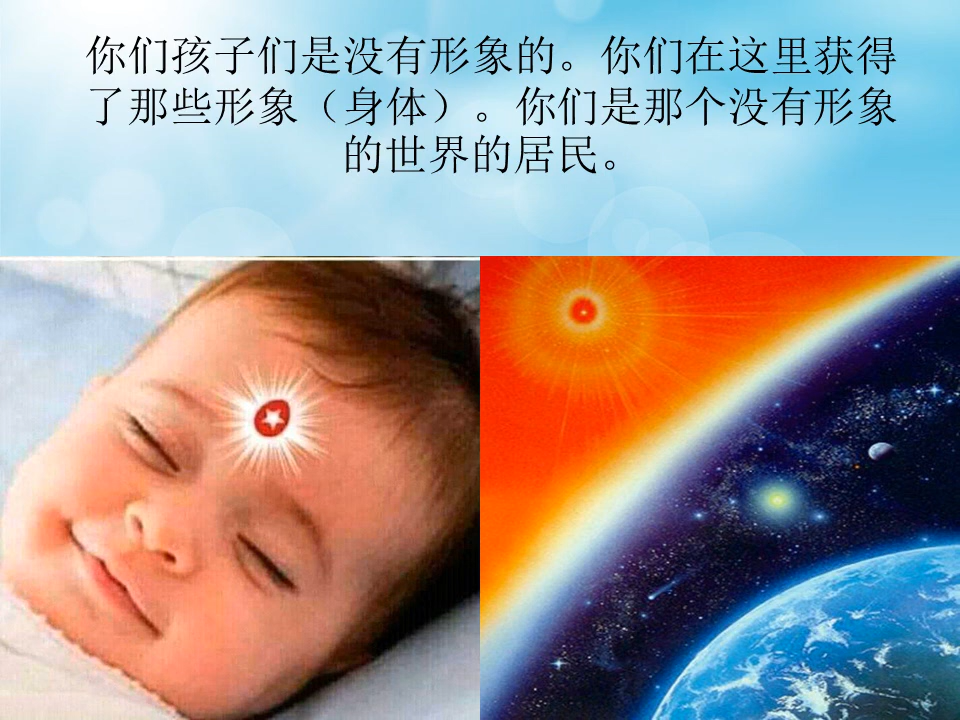 你们孩子们是没有形象的。你们在这里获得
了那些形象（身体）。你们是那个没有形象
的世界的居民。